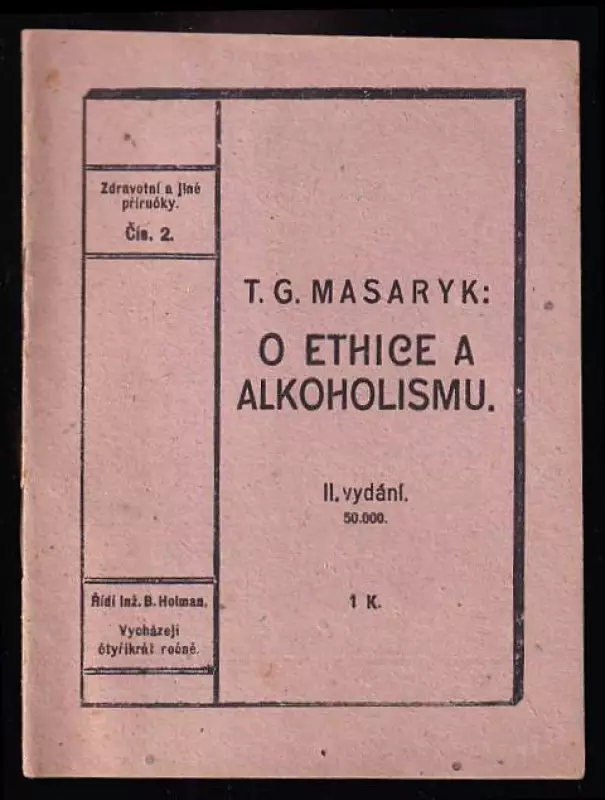 Zdravotní a jiné
příručky.
Čís. 2.
T. G. MASARYK:
O ETHICE A
ALKOHOLISMU.
II. vydání.
50.000.
1 K.
Řídí Inž. B. Holman.
Vycházejí
čtyřikrát ročně.